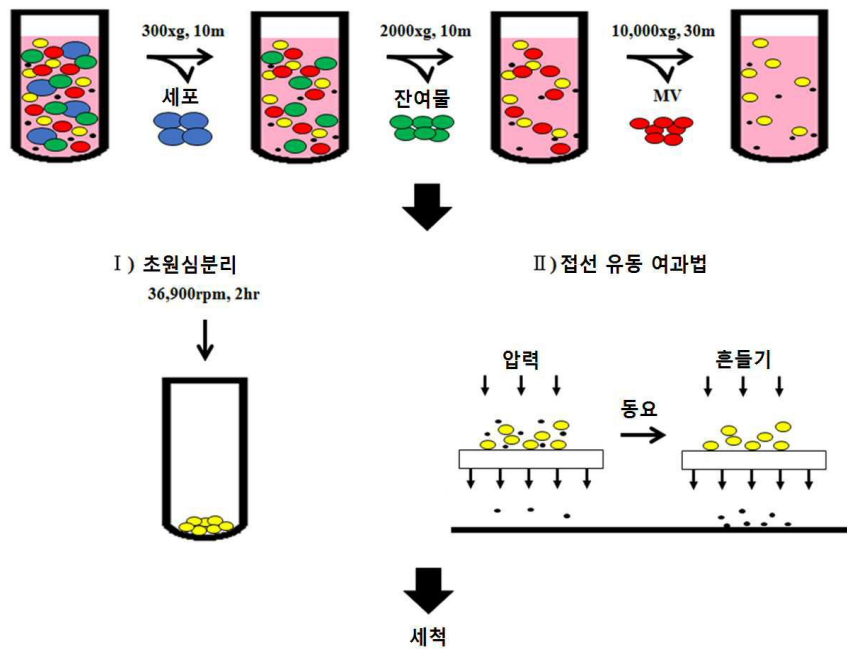 300xg, 10m
2000xg, 10m
10,000xg, 30m
세포
잔여물
MV
Ⅰ) 초원심분리
36,900rpm, 2hr
Ⅱ) 접선 유동 여과법
압력
흔들기
동요
세척